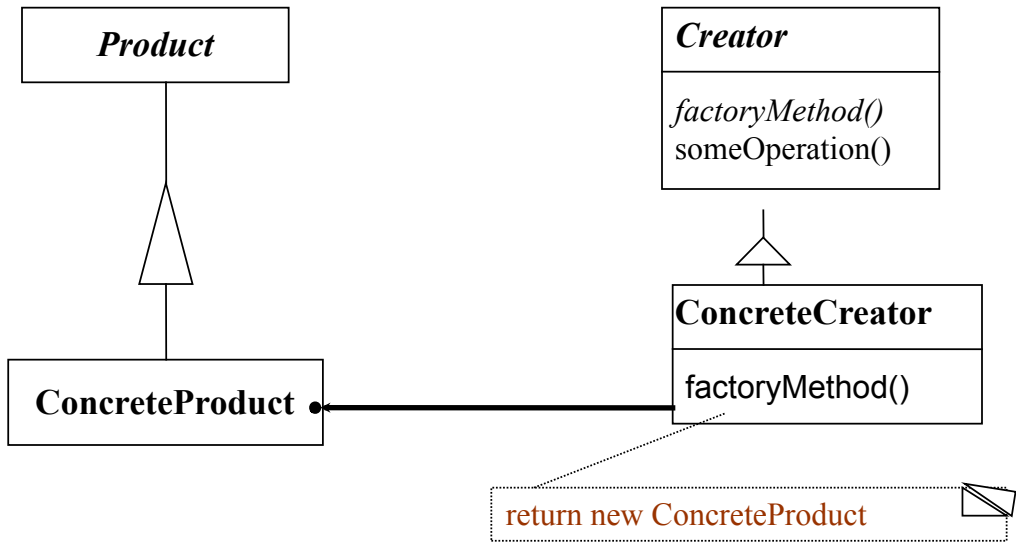 Product
Creator
factoryMethod()
someOperation()
ConcreteCreator
factoryMethod()
ConcreteProduct
return new ConcreteProduct